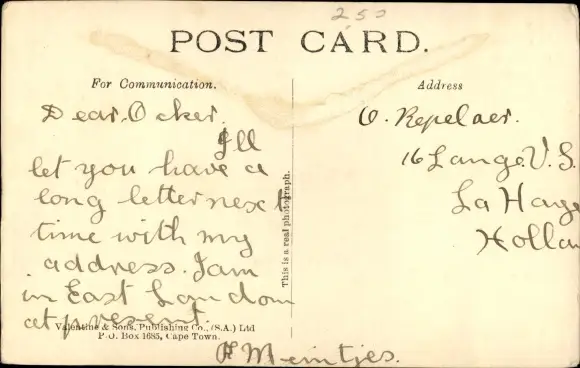 250
POST CARD.
For Communication.
Address
Dear Ocker.
I'll
let you have a
long letter next
time with my
address. I am
in East London
at present.
Meintjes.
O. Repelaer.
16 Lange V. S.
La Haye
Hollan
This is a real photograph.
Valentine & Sons, Publishing Co., (S.A.) Ltd
P.O. Box 1685, Cape Town.